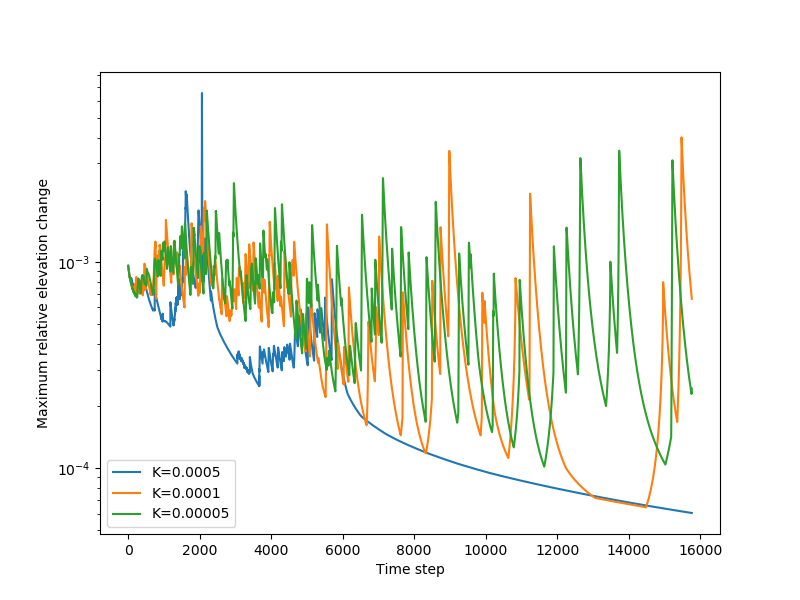 Maximum relative elevation change
10⁻³
10⁻⁴
K=0.0005
K=0.0001
K=0.00005
0 2000 4000 6000 8000 10000 12000 14000 16000
Time step